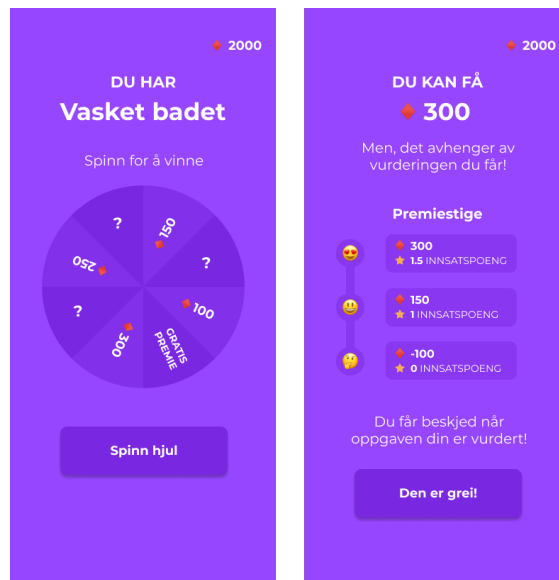 2000
DU HAR
Vasket badet
Spinn for å vinne
?
150
?
100
GRATIS
PREMIE
300
?
250
Spinn hjul
2000
DU KAN FÅ
300
Men, det avhenger av
vurderingen du får!
Premiestige
300
1.5 INNSATSPOENG
150
1 INNSATSPOENG
-100
0 INNSATSPOENG
Du får beskjed når
oppgaven din er vurdert!
Den er grei!